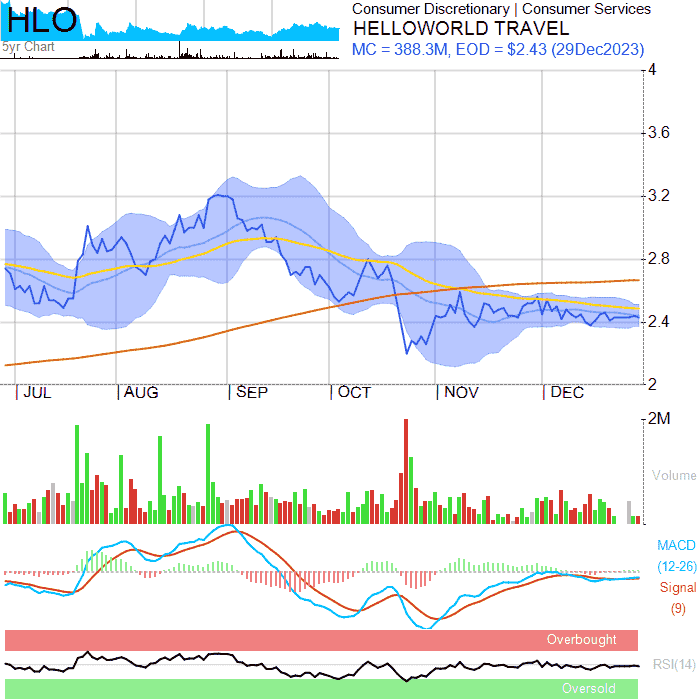 HLO
5yr Chart
Consumer Discretionary | Consumer Services
HELLOWORLD TRAVEL
MC = 388.3M, EOD = $2.43 (29Dec2023)
4
3.6
3.2
2.8
2.4
2
JUL AUG SEP OCT NOV DEC
2M
Volume
MACD
(12-26)
Signal
(9)
Overbought
RSI(14)
Oversold